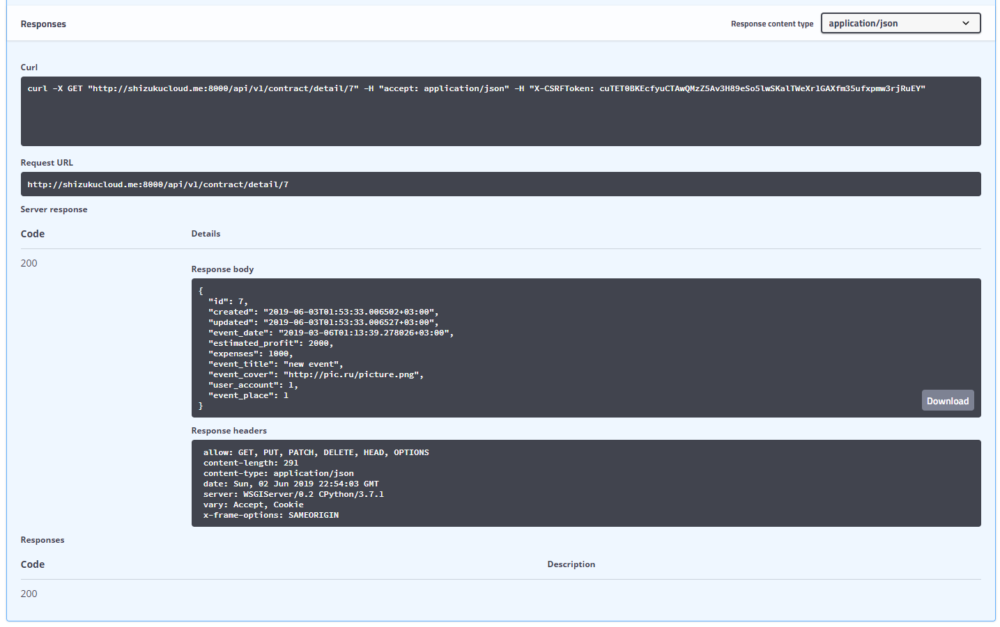 Responses
Response content type
application/json
Curl
curl -X GET "http://shizukucloud.me:8000/api/v1/contract/detail/7" -H "accept: application/json" -H "X-CSRFToken: cuTET0BKEcfyuCTAwQMzZ5Av3H89eSo5lwSKalTWeXr1GAXfm35ufxpmw3rjRuEY"
Request URL
http://shizukucloud.me:8000/api/v1/contract/detail/7
Server response
Code
Details
200
Response body
{
"id": 7,
"created": "2019-06-03T01:53:33.006502+03:00",
"updated": "2019-06-03T01:53:33.006527+03:00",
"event_date": "2019-03-06T01:13:39.278026+03:00",
"estimated_profit": 2000,
"expenses": 1000,
"event_title": "new event",
"event_cover": "http://pic.ru/picture.png",
"user_account": 1,
"event_place": 1
}
Download
Response headers
allow: GET, PUT, PATCH, DELETE, HEAD, OPTIONS
content-length: 291
content-type: application/json
date: Sun, 02 Jun 2019 22:54:03 GMT
server: WSGIServer/0.2 CPython/3.7.1
vary: Accept, Cookie
x-frame-options: SAMEORIGIN
Responses
Code
Description
200